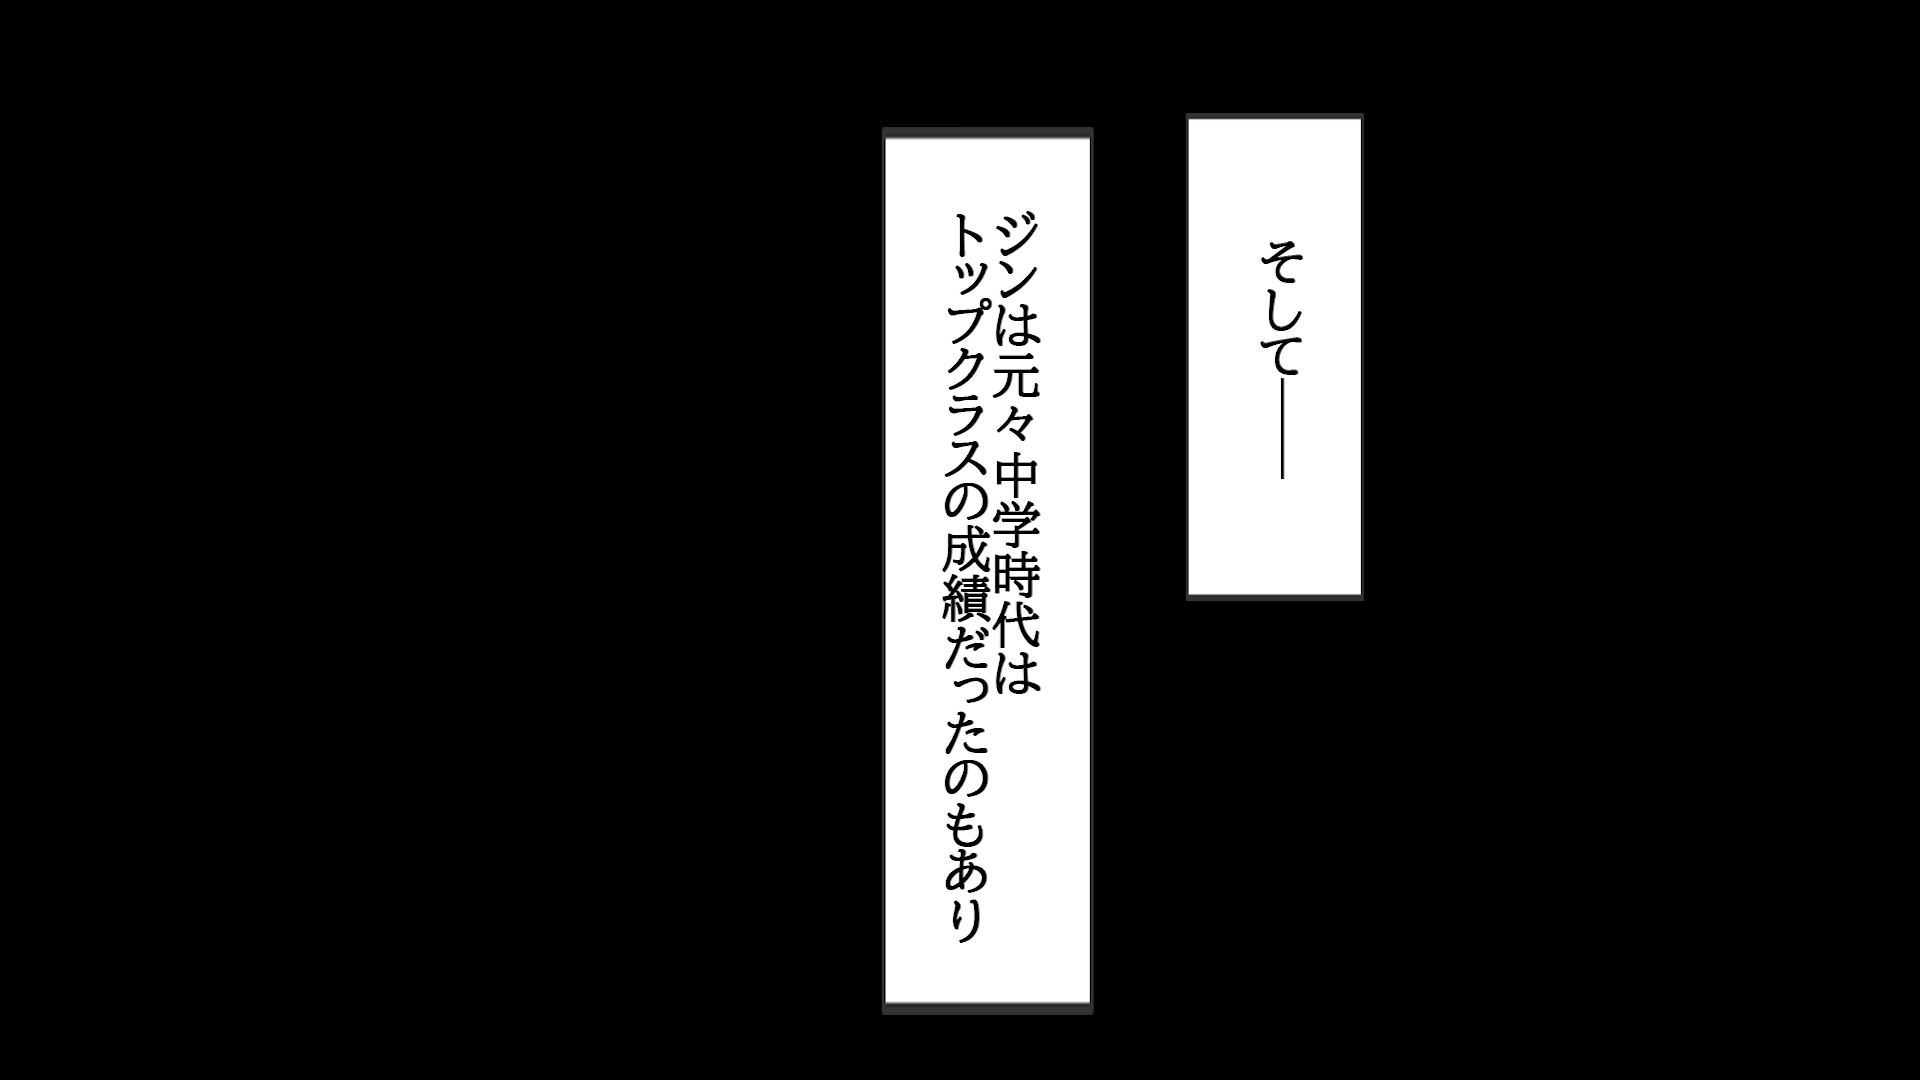 そして――
ジンは元々中学時代は
トップクラスの成績だったのもあり